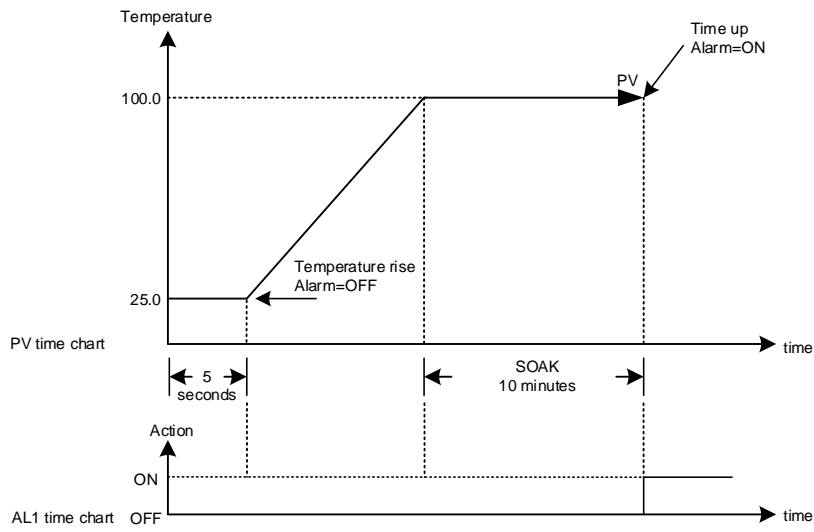 Temperature
Time up
Alarm=ON
PV
100.0
Temperature rise
Alarm=OFF
25.0
PV time chart
time
5
seconds
SOAK
10 minutes
Action
ON
AL1 time chart
OFF
time